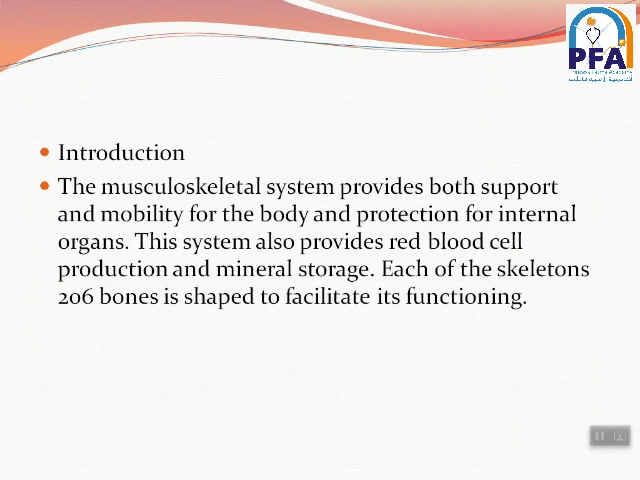 PFA
Introduction
The musculoskeletal system provides both support
and mobility for the body and protection for internal
organs. This system also provides red blood cell
production and mineral storage. Each of the skeletons
206 bones is shaped to facilitate its functioning.